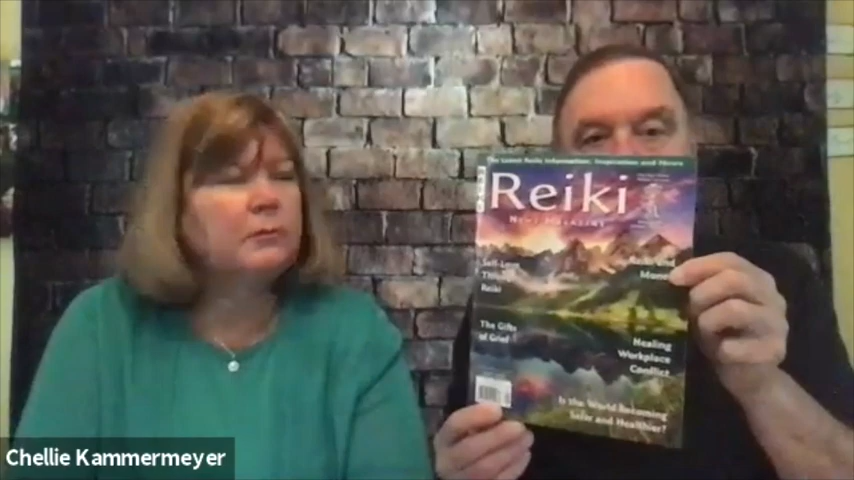 The Latest Reiki Information, Inspiration and News
Reiki
NEWS MAGAZINE
Self-Love
Through
Reiki
Reiki and
Money
The Gifts
of Grief
Healing
Workplace
Conflict
Is the World Becoming
Safer and Healthier?
Chellie Kammermeyer